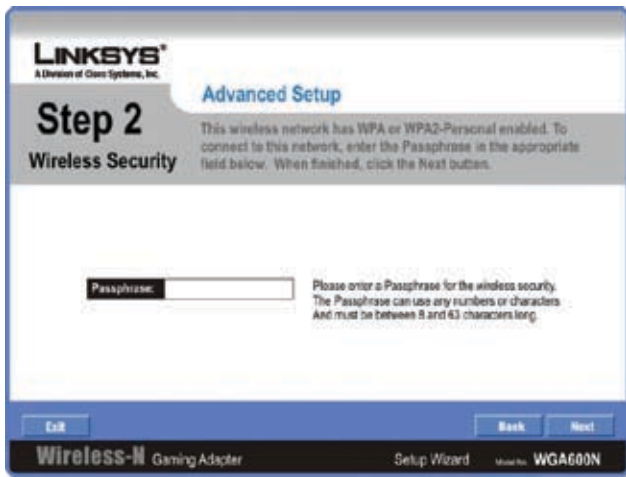 LINKSYS®
A Division of Cisco Systems, Inc.
Advanced Setup
Step 2
Wireless Security
This wireless network has WPA or WPA2-Personal enabled. To
connect to this network, enter the Passphrase in the appropriate
field below. When finished, click the Next button.
Passphrase:
Please enter a Passphrase for the wireless security.
The Passphrase can use any numbers or characters
And must be between 8 and 63 characters long.
Exit
Back
Next
Wireless-N Gaming Adapter
Setup Wizard
Model No. WGA600N